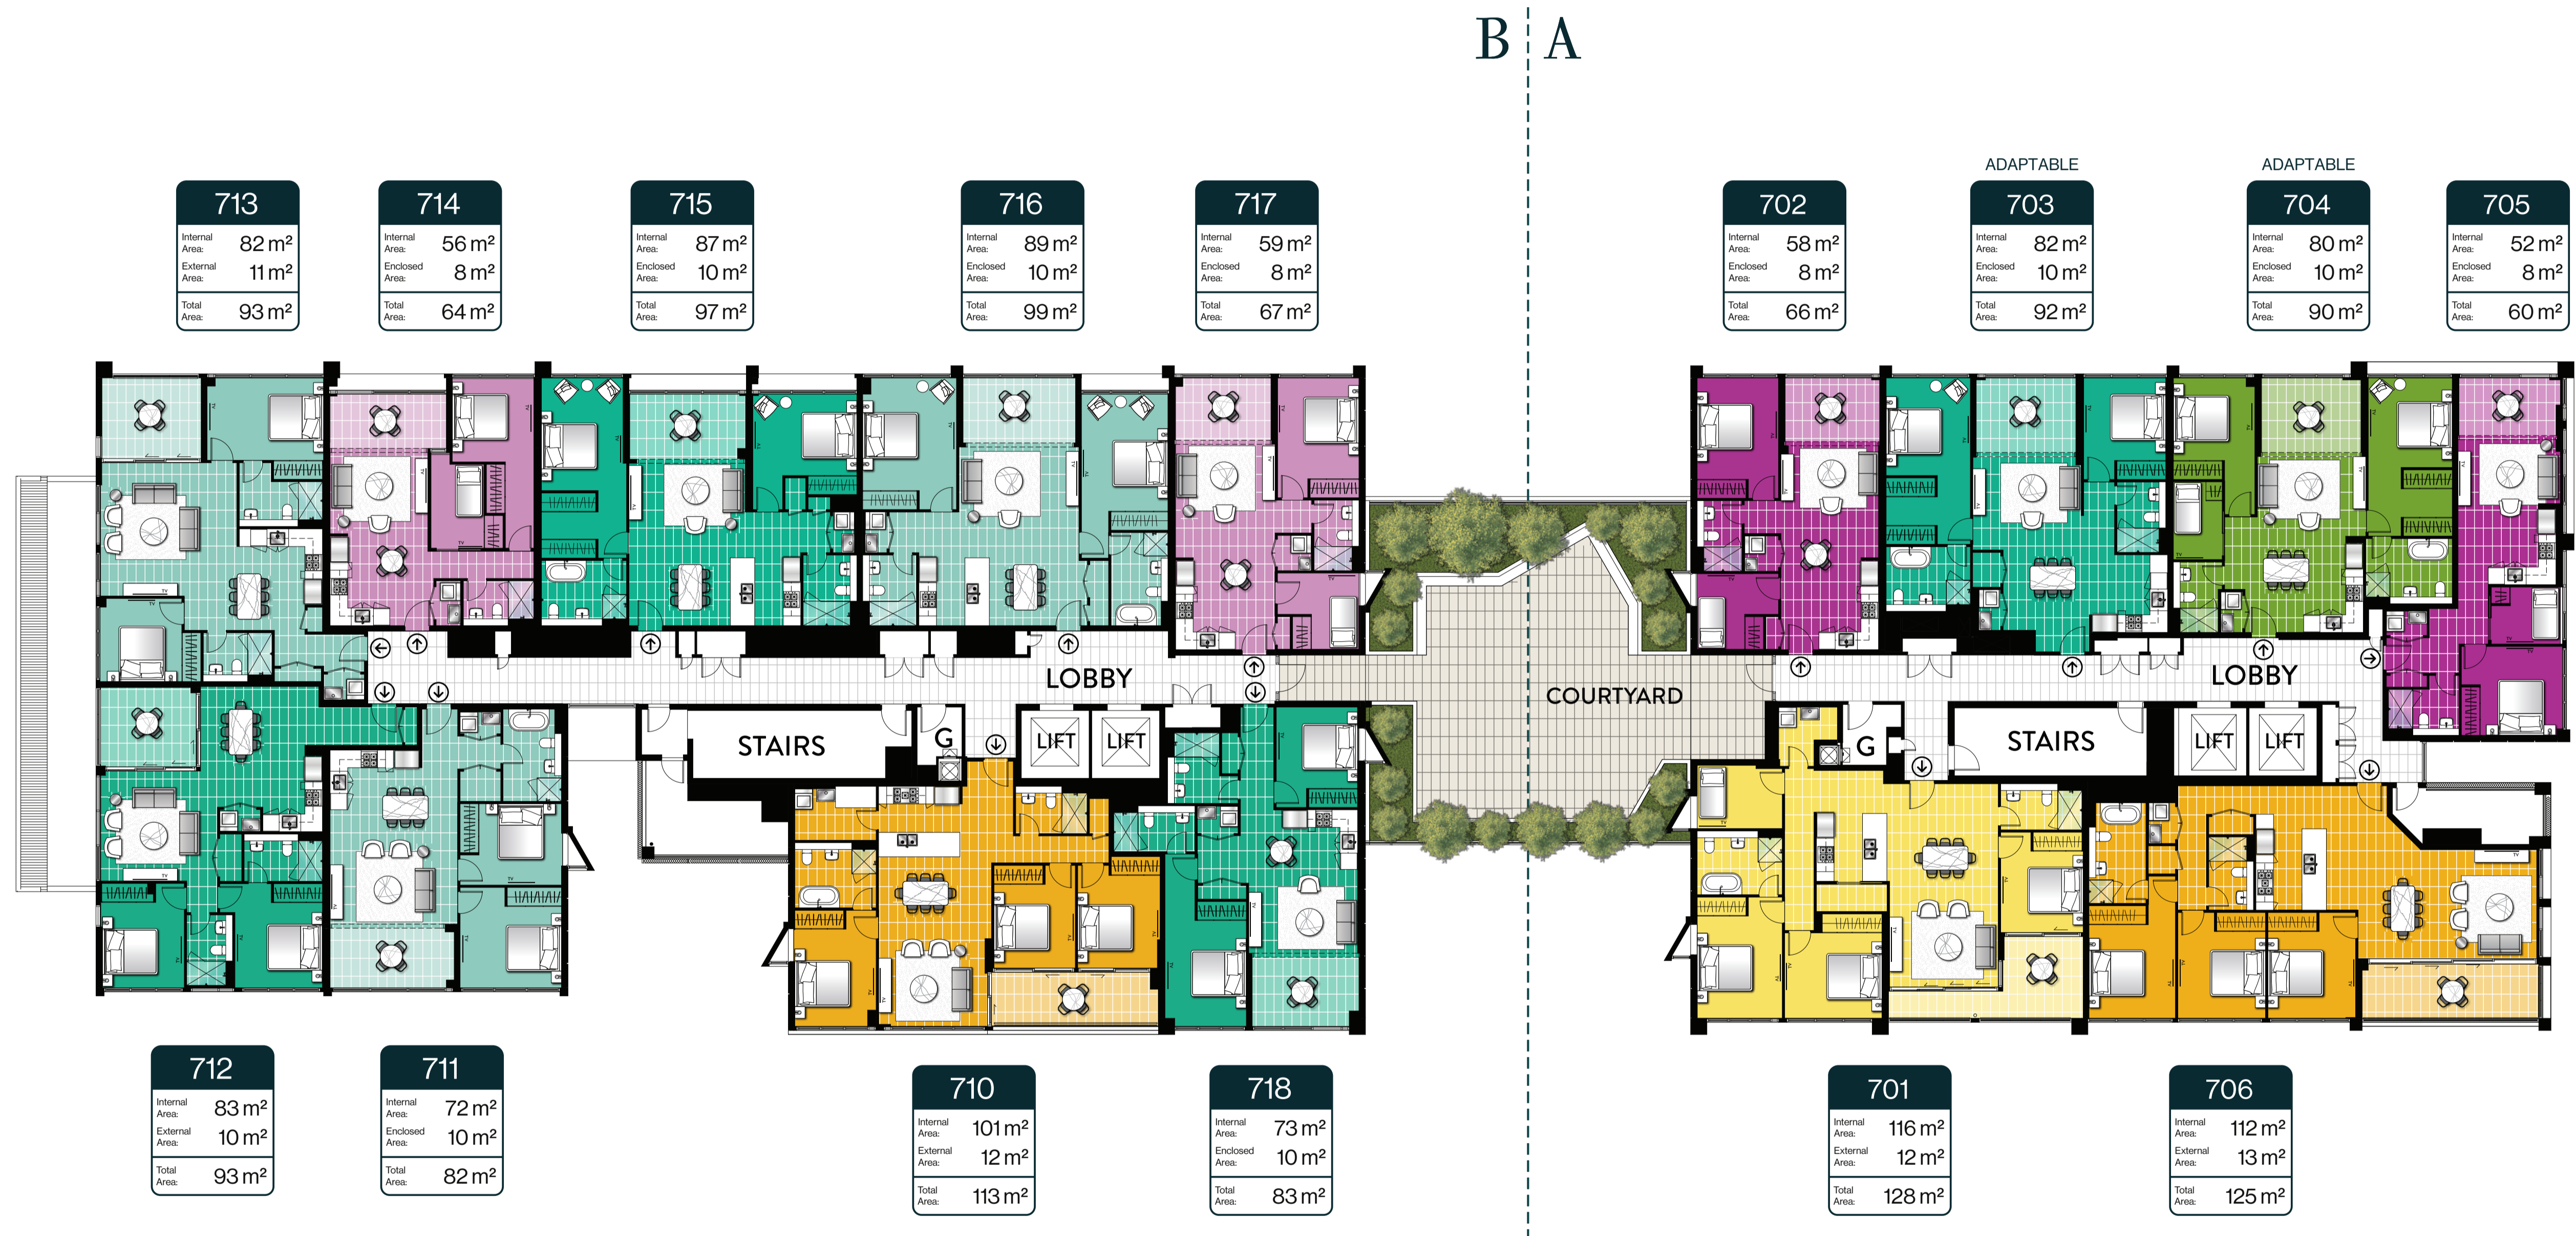 B A
ADAPTABLE
ADAPTABLE
713
Internal Area: 82 m²
External Area: 11 m²
Total Area: 93 m²
714
Internal Area: 56 m²
Enclosed Area: 8 m²
Total Area: 64 m²
715
Internal Area: 87 m²
Enclosed Area: 10 m²
Total Area: 97 m²
716
Internal Area: 89 m²
Enclosed Area: 10 m²
Total Area: 99 m²
717
Internal Area: 59 m²
Enclosed Area: 8 m²
Total Area: 67 m²
702
Internal Area: 58 m²
Enclosed Area: 8 m²
Total Area: 66 m²
703
Internal Area: 82 m²
Enclosed Area: 10 m²
Total Area: 92 m²
704
Internal Area: 80 m²
Enclosed Area: 10 m²
Total Area: 90 m²
705
Internal Area: 52 m²
Enclosed Area: 8 m²
Total Area: 60 m²
LOBBY
COURTYARD
LOBBY
STAIRS
G
LIFT
LIFT
G
STAIRS
LIFT
LIFT
712
Internal Area: 83 m²
External Area: 10 m²
Total Area: 93 m²
711
Internal Area: 72 m²
Enclosed Area: 10 m²
Total Area: 82 m²
710
Internal Area: 101 m²
External Area: 12 m²
Total Area: 113 m²
718
Internal Area: 73 m²
Enclosed Area: 10 m²
Total Area: 83 m²
701
Internal Area: 116 m²
External Area: 12 m²
Total Area: 128 m²
706
Internal Area: 112 m²
External Area: 13 m²
Total Area: 125 m²